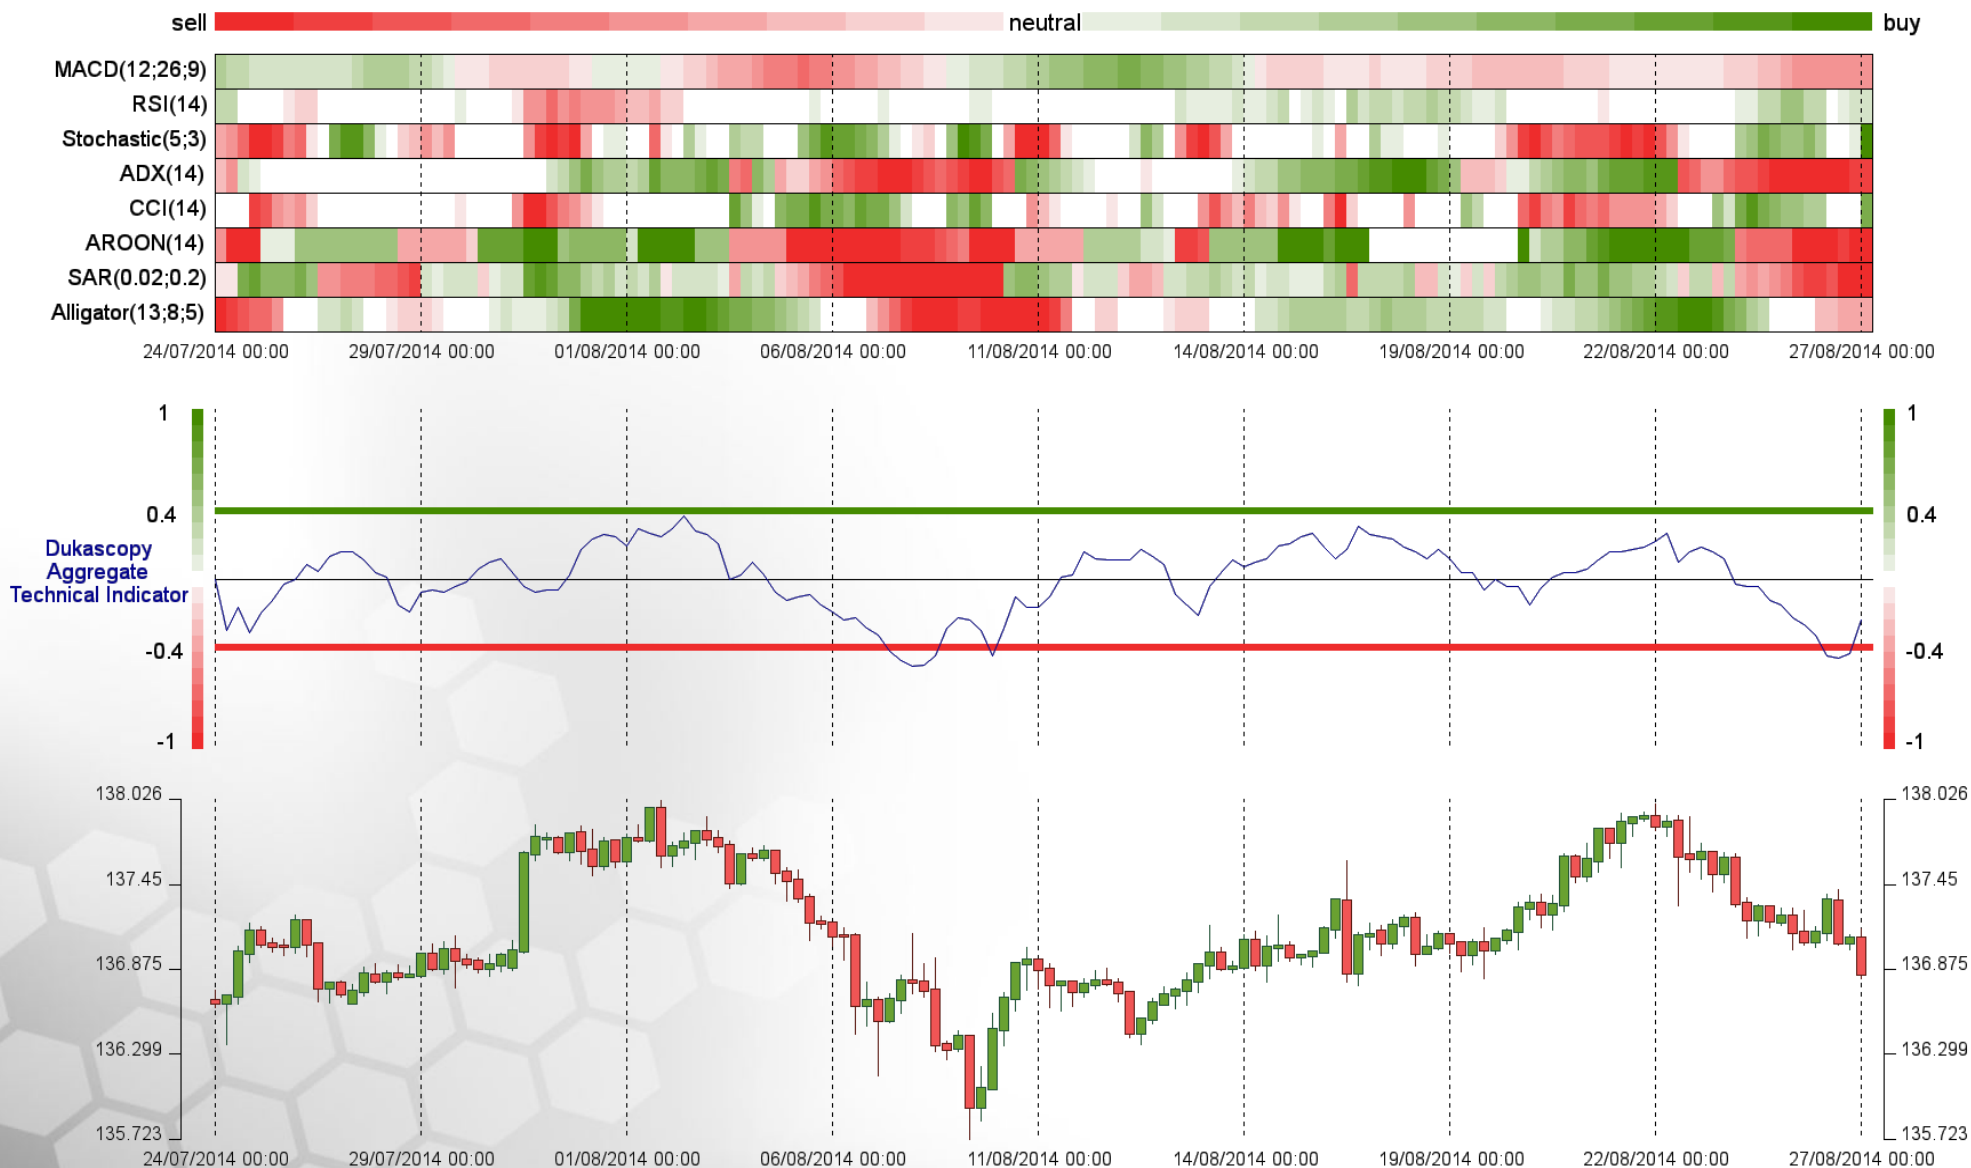 sell neutral buy
MACD(12;26;9)
RSI(14)
Stochastic(5;3)
ADX(14)
CCI(14)
AROON(14)
SAR(0.02;0.2)
Alligator(13;8;5)
24/07/2014 00:00 29/07/2014 00:00 01/08/2014 00:00 06/08/2014 00:00 11/08/2014 00:00 14/08/2014 00:00 19/08/2014 00:00 22/08/2014 00:00 27/08/2014 00:00
1 1
0.4 0.4
Dukascopy
Aggregate
Technical Indicator
-0.4 -0.4
-1 -1
138.026 138.026
137.45 137.45
136.875 136.875
136.299 136.299
135.723 135.723
24/07/2014 00:00 29/07/2014 00:00 01/08/2014 00:00 06/08/2014 00:00 11/08/2014 00:00 14/08/2014 00:00 19/08/2014 00:00 22/08/2014 00:00 27/08/2014 00:00